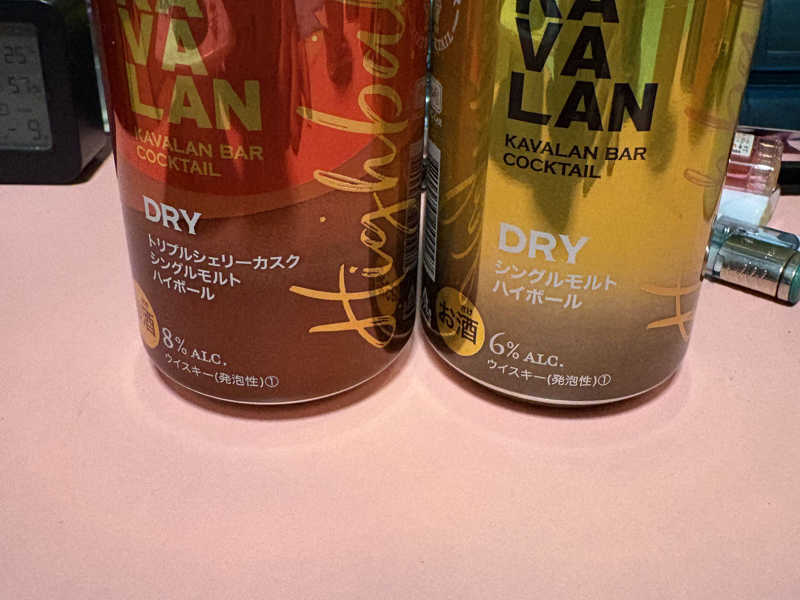 VA
LAN
KAVALAN BAR
COCKTAIL
DRY
トリプルシェリーカスク
シングルモルト
ハイボール
酒
8% ALC.
ウイスキー(発泡性)①
Highball
KA
VA
LAN
KAVALAN BAR
COCKTAIL
DRY
シングルモルト
ハイボール
お酒
6% ALC.
ウイスキー(発泡性)①